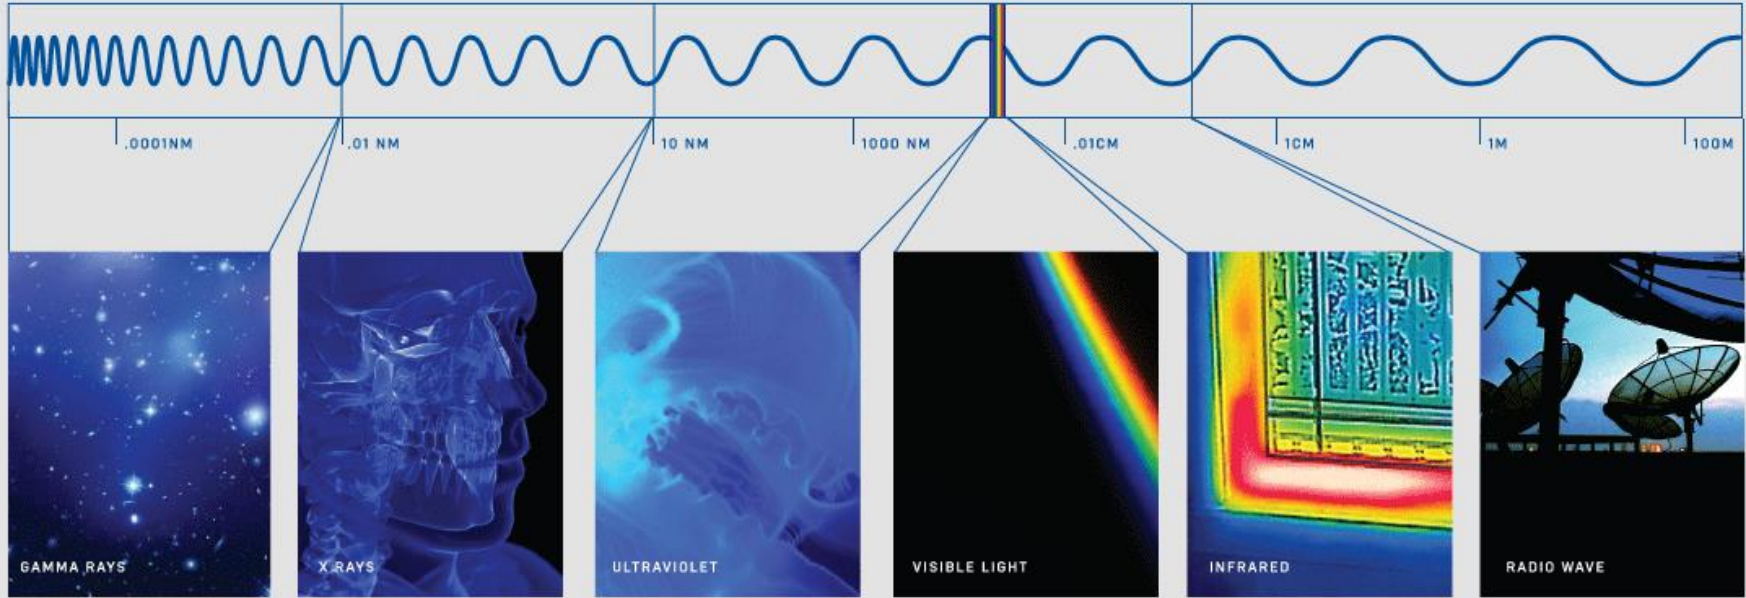 .0001NM
.01 NM
10 NM
1000 NM
.01CM
1CM
1M
100M
GAMMA RAYS
X RAYS
ULTRAVIOLET
VISIBLE LIGHT
INFRARED
RADIO WAVE